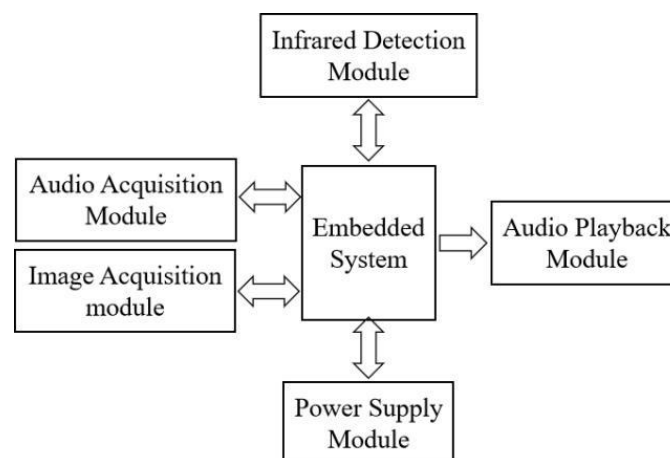 Infrared Detection
Module
Audio Acquisition
Module
Image Acquisition
module
Embedded
System
Audio Playback
Module
Power Supply
Module